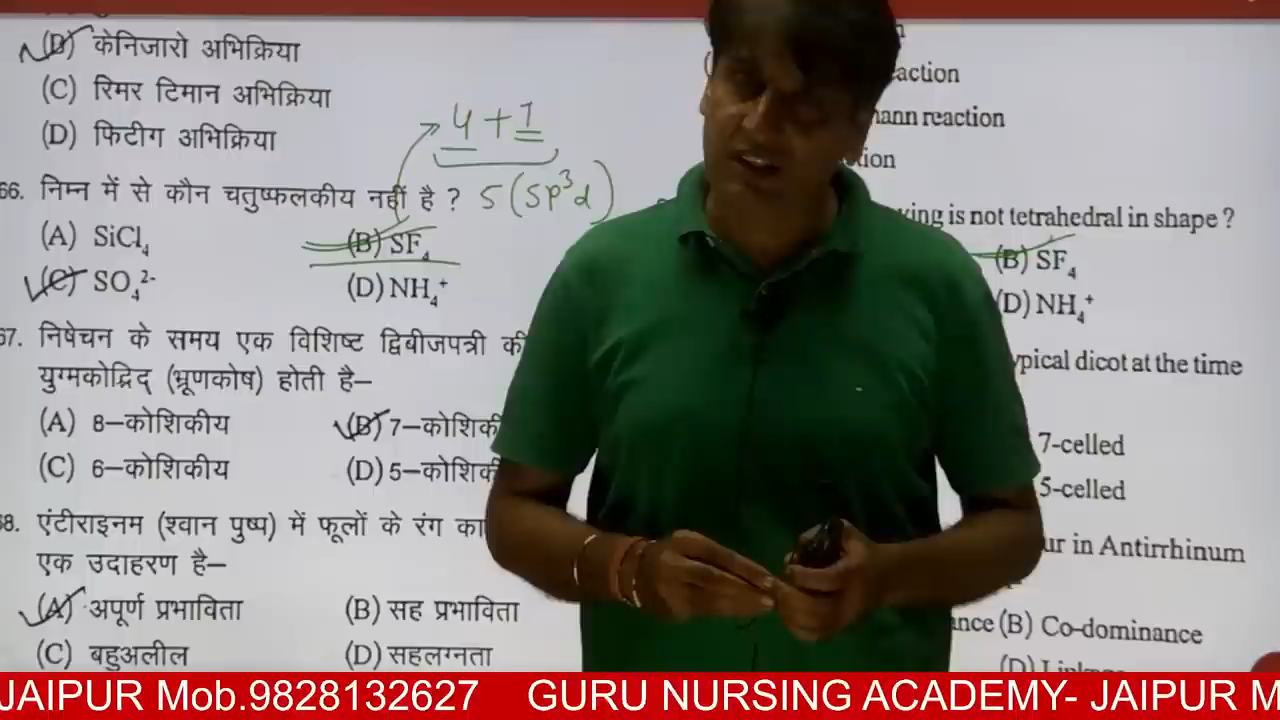 (B) केनिजारो अभिक्रिया
(C) रिमर टिमान अभिक्रिया
(D) फिटीग अभिक्रिया
4 + 1
5 (sp³d)
66. निम्न में से कौन चतुष्फलकीय नहीं है ?
(A) SiCl₄ (B) SF₄
(C) SO₄²⁻ (D) NH₄⁺
67. निषेचन के समय एक विशिष्ट द्विबीजपत्री की
युग्मकोद्भिद् (भ्रूणकोष) होती है–
(A) 8–कोशिकीय (B) 7–कोशिकी
(C) 6–कोशिकीय (D) 5–कोशिकी
68. एंटीराइनम (श्वान पुष्प) में फूलों के रंग का
एक उदाहरण है–
(A) अपूर्ण प्रभाविता (B) सह प्रभाविता
(C) बहुअलील (D) सहलग्नता
action
mann reaction
tion
wing is not tetrahedral in shape ?
(B) SF₄
(D) NH₄⁺
ypical dicot at the time
7-celled
5-celled
ur in Antirrhinum
ance (B) Co-dominance
JAIPUR Mob.9828132627 GURU NURSING ACADEMY- JAIPUR M